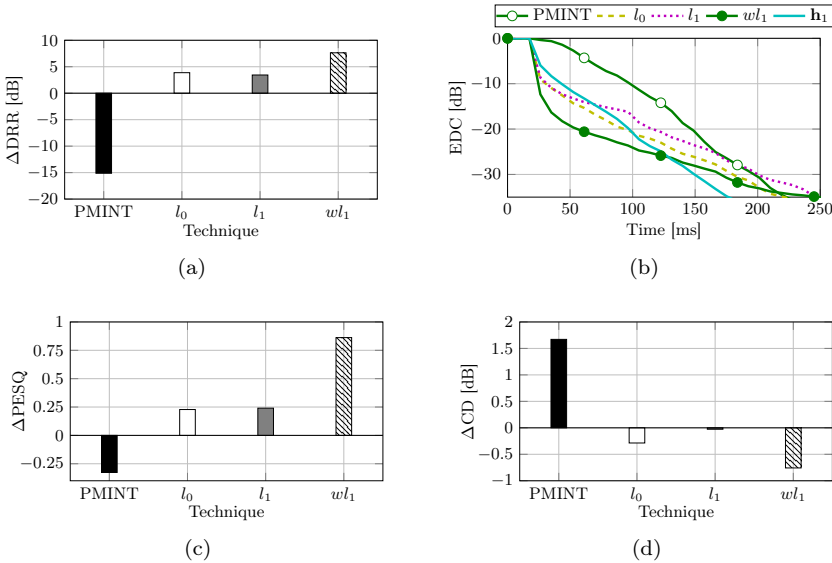 10
5
0
−5
−10
−15
−20
ΔDRR [dB]
PMINT l₀ l₁ wl₁
Technique
(a)
PMINT l₀ l₁ wl₁ h₁
0
−10
−20
−30
EDC [dB]
0 50 100 150 200 250
Time [ms]
(b)
1
0.75
0.25
0
−0.25
ΔPESQ
PMINT l₀ l₁ wl₁
Technique
(c)
2
1.5
1
0.5
0
−0.5
−1
ΔCD [dB]
PMINT l₀ l₁ wl₁
Technique
(d)